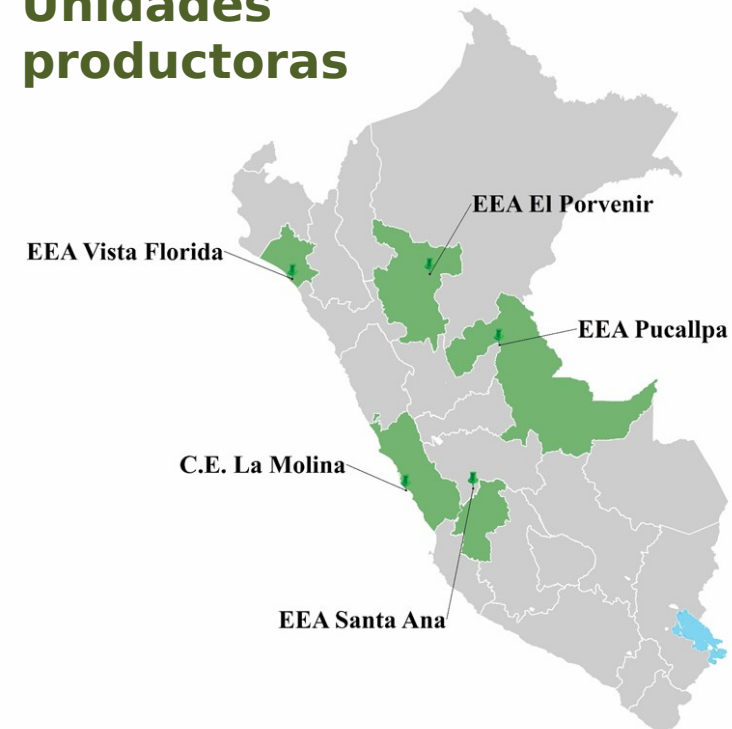 Unidades
productoras
EEA El Porvenir
EEA Vista Florida
EEA Pucallpa
C.E. La Molina
EEA Santa Ana